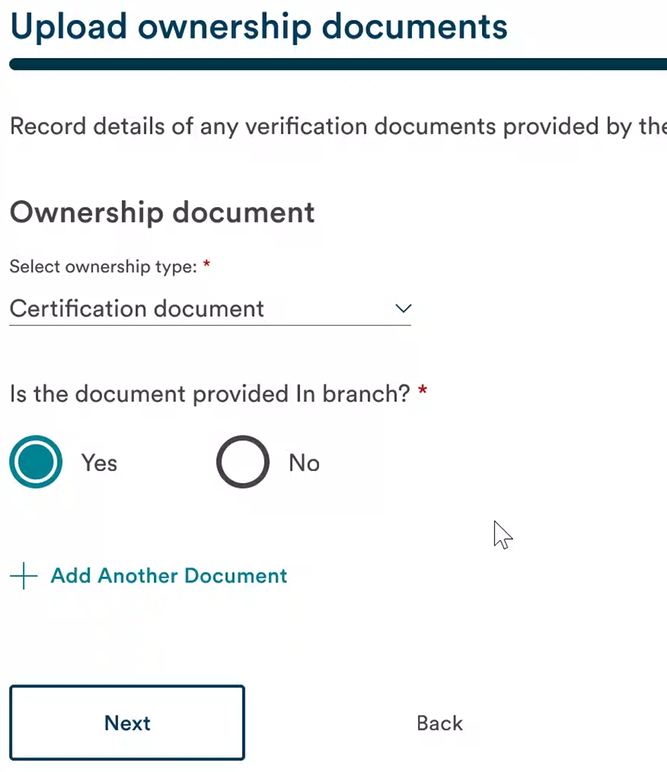 Upload ownership documents
Record details of any verification documents provided by the
Ownership document
Select ownership type: *
Certification document
Is the document provided In branch? *
Yes
No
Add Another Document
Next
Back